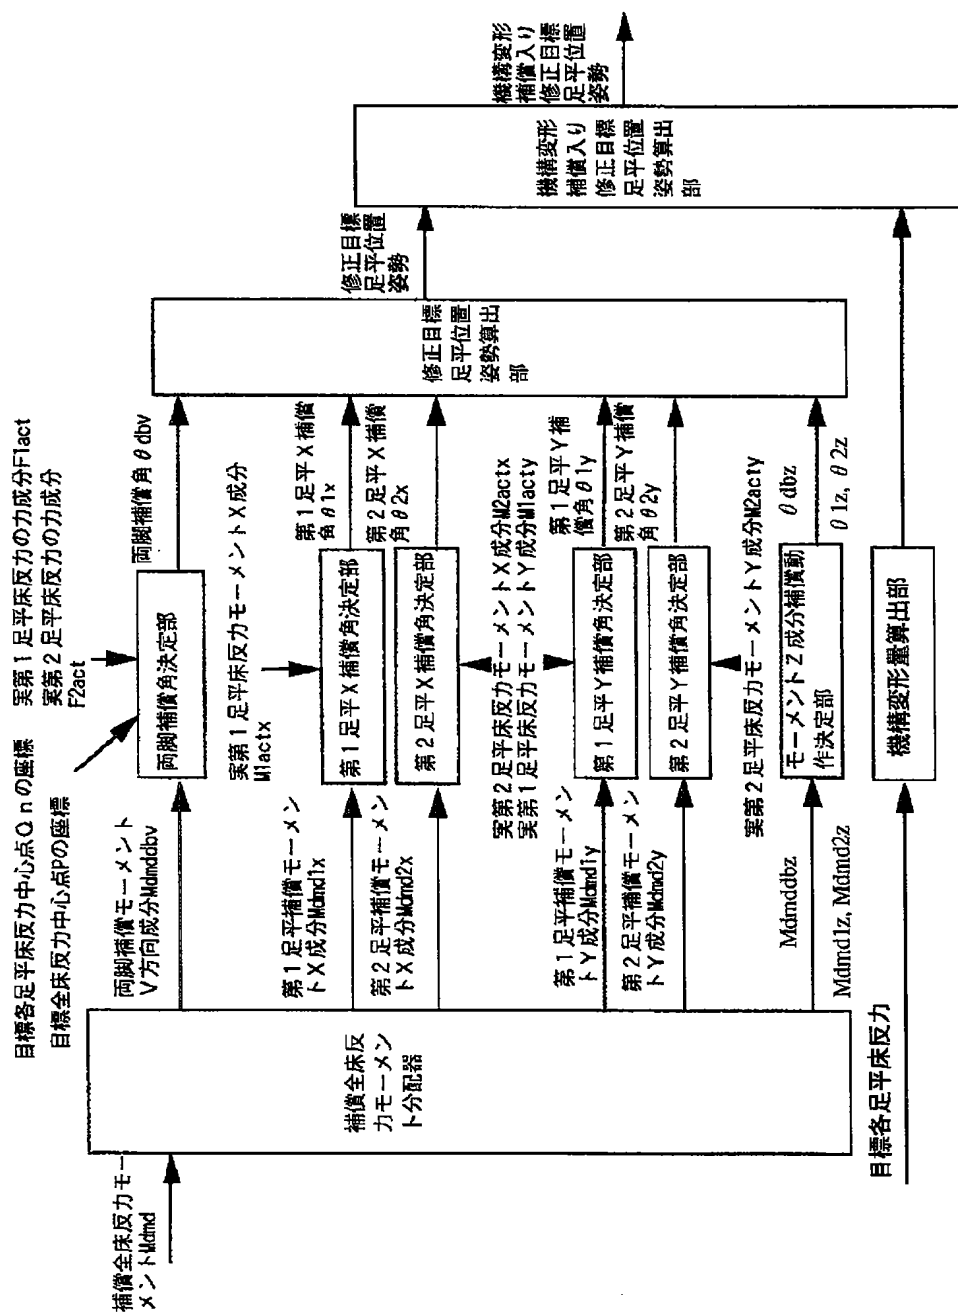 補償全床反力モー
メントMdmd
補償全床反
力モーメン
ト分配器
目標各足平床反力中心点Ｑｎの座標
目標全床反力中心点Pの座標
実第１足平床反力の力成分F1act
実第２足平床反力の力成分
F2act
両脚補償モーメント
Ｖ方向成分Mdmddbv
両脚補償角決定部
両脚補償角θdbv
実第１足平床反力モーメントＸ成分
M1actx
第１足平補償モーメン
トＸ成分Mdmd1x
第１足平Ｘ補償角決定部
第１足平Ｘ補償
角θ1x
第２足平補償モーメン
トＸ成分Mdmd2x
第２足平Ｘ補償角決定部
第２足平Ｘ補償
角θ2x
実第２足平床反力モーメントＸ成分M2actx
実第１足平床反力モーメントＹ成分M1acty
第１足平補償モーメン
トＹ成分Mdmd1y
第１足平Ｙ補償角決定部
第１足平Ｙ補
償角θ1y
第２足平補償モーメン
トＹ成分Mdmd2y
第２足平Ｙ補償角決定部
第２足平Ｙ補償
角θ2y
実第２足平床反力モーメントＹ成分M2acty
Mdmddbz
Mdmd1z, Mdmd2z
モーメントＺ成分補償動
作決定部
θdbz
θ1z, θ2z
目標各足平床反力
機構変形量算出部
修正目標
足平位置
姿勢算出
部
修正目標
足平位置
姿勢
機構変形
補償入り
修正目標
足平位置
姿勢算出
部
機構変形
補償入り
修正目標
足平位置
姿勢